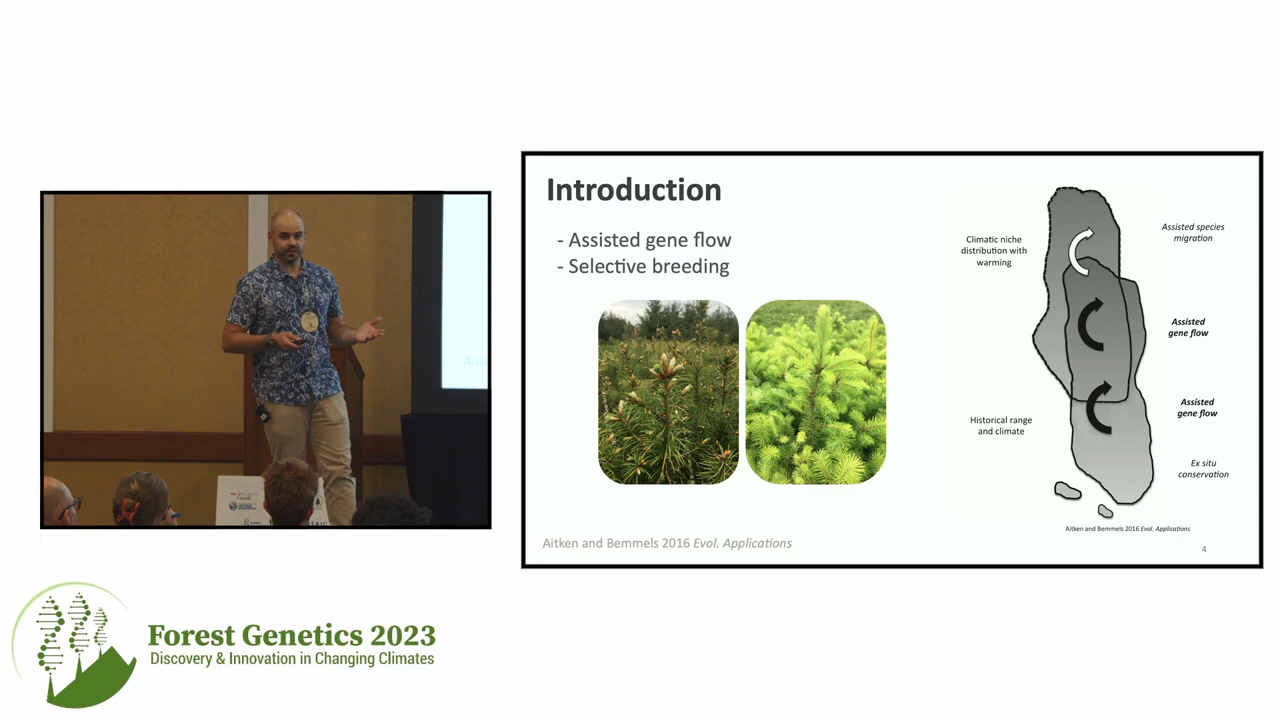 Introduction
- Assisted gene flow
- Selective breeding
Climatic niche
distribution with
warming
Assisted species
migration
Assisted
gene flow
Assisted
gene flow
Historical range
and climate
Ex situ
conservation
Aitken and Bemmels 2016 Evol. Applications
Aitken and Bemmels 2016 Evol. Applications
4
Forest Genetics 2023
Discovery & Innovation in Changing Climates